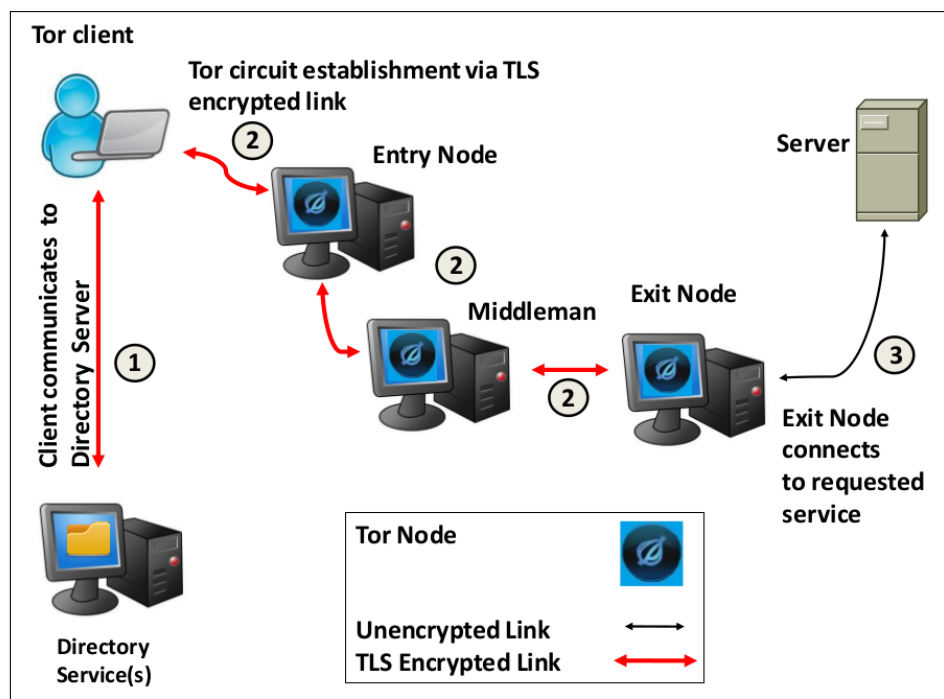 Tor client
Tor circuit establishment via TLS
encrypted link
2
Entry Node
Server
Client communicates to
Directory Server
1
2
Middleman
Exit Node
2
3
Exit Node
connects
to requested
service
Directory
Service(s)
Tor Node
Unencrypted Link
TLS Encrypted Link